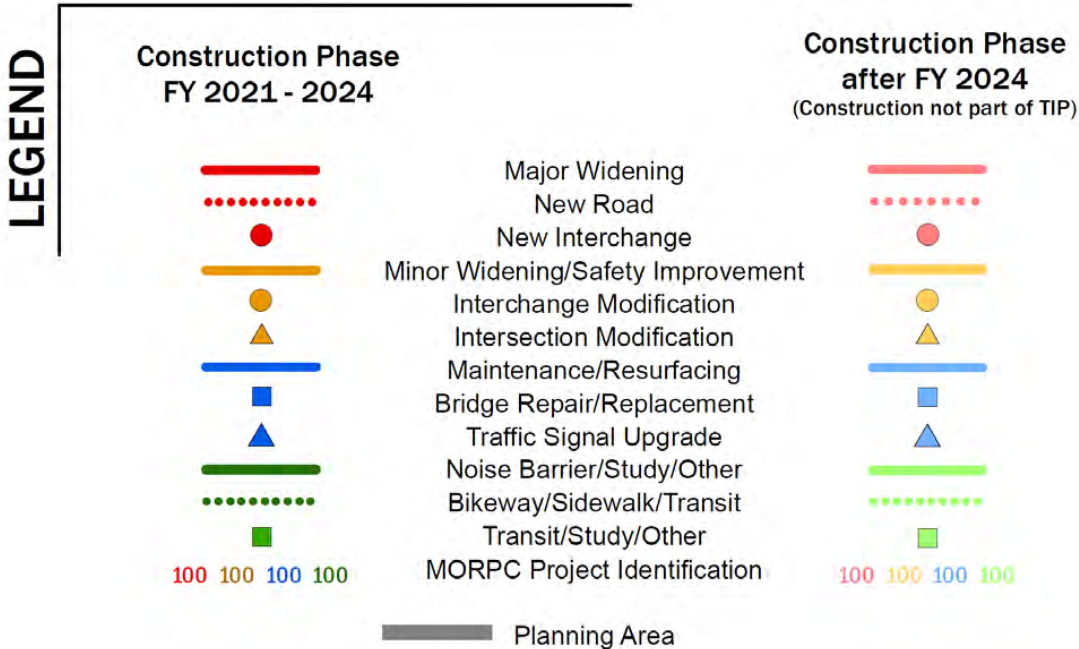 LEGEND
Construction Phase
FY 2021 - 2024
Construction Phase
after FY 2024
(Construction not part of TIP)
Major Widening
New Road
New Interchange
Minor Widening/Safety Improvement
Interchange Modification
Intersection Modification
Maintenance/Resurfacing
Bridge Repair/Replacement
Traffic Signal Upgrade
Noise Barrier/Study/Other
Bikeway/Sidewalk/Transit
Transit/Study/Other
100 100 100 100 MORPC Project Identification 100 100 100 100
Planning Area